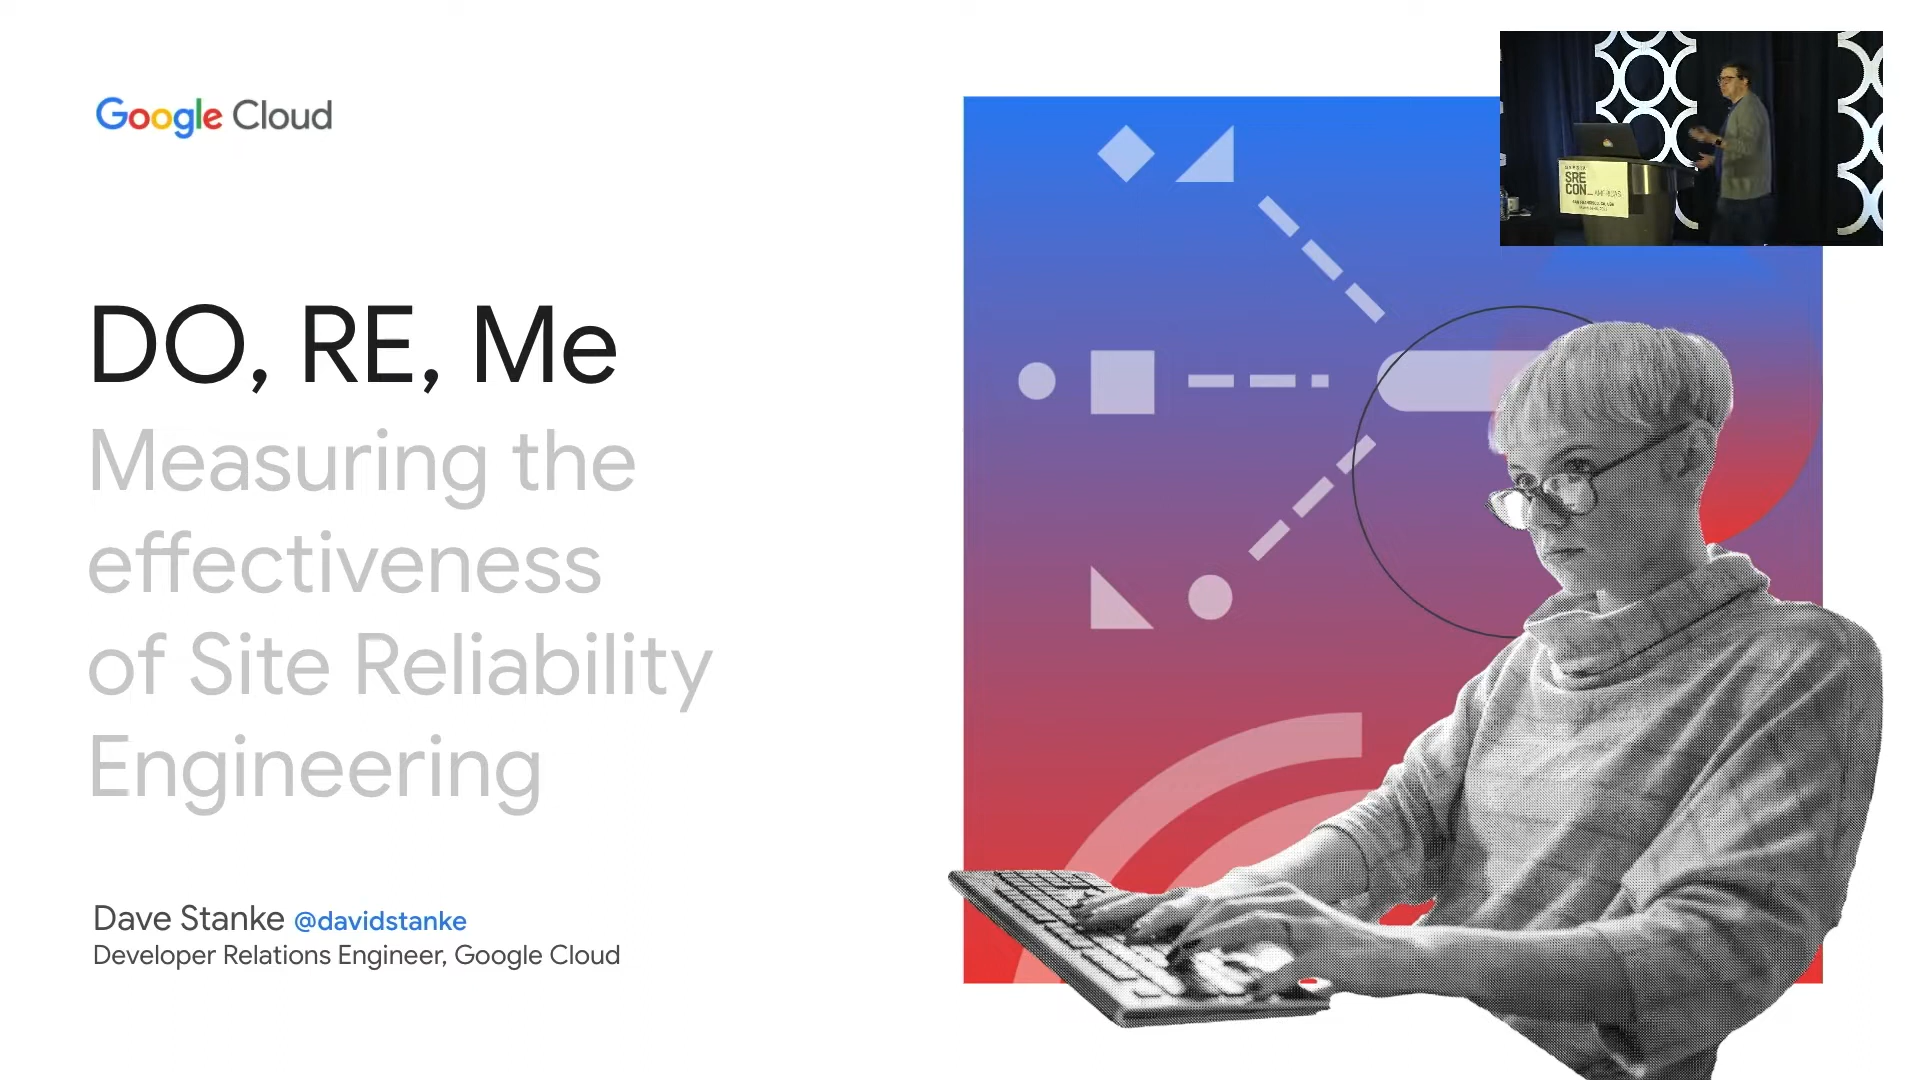 Google Cloud
DO, RE, Me
Measuring the
effectiveness
of Site Reliability
Engineering
Dave Stanke @davidstanke
Developer Relations Engineer, Google Cloud
SRE
CON AMERICAS